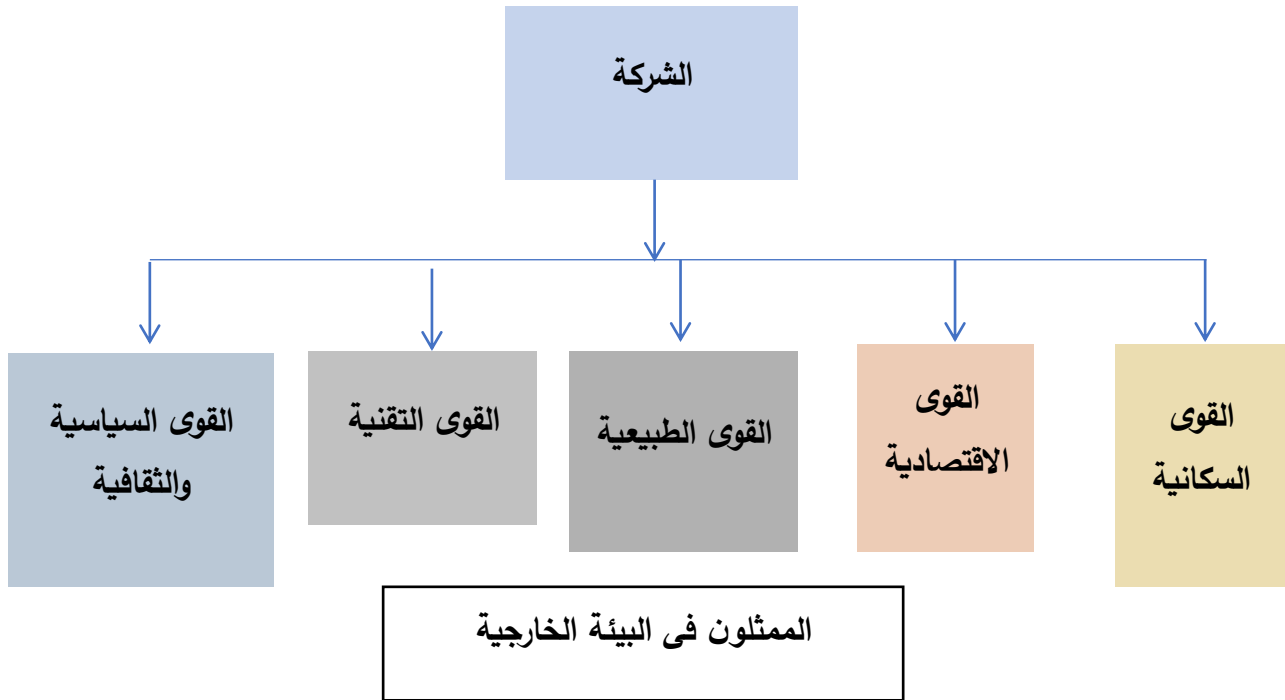 الشركة
القوى
السكانية
القوى
الاقتصادية
القوى الطبيعية
القوى التقنية
القوى السياسية
والثقافية
الممثلون فى البيئة الخارجية